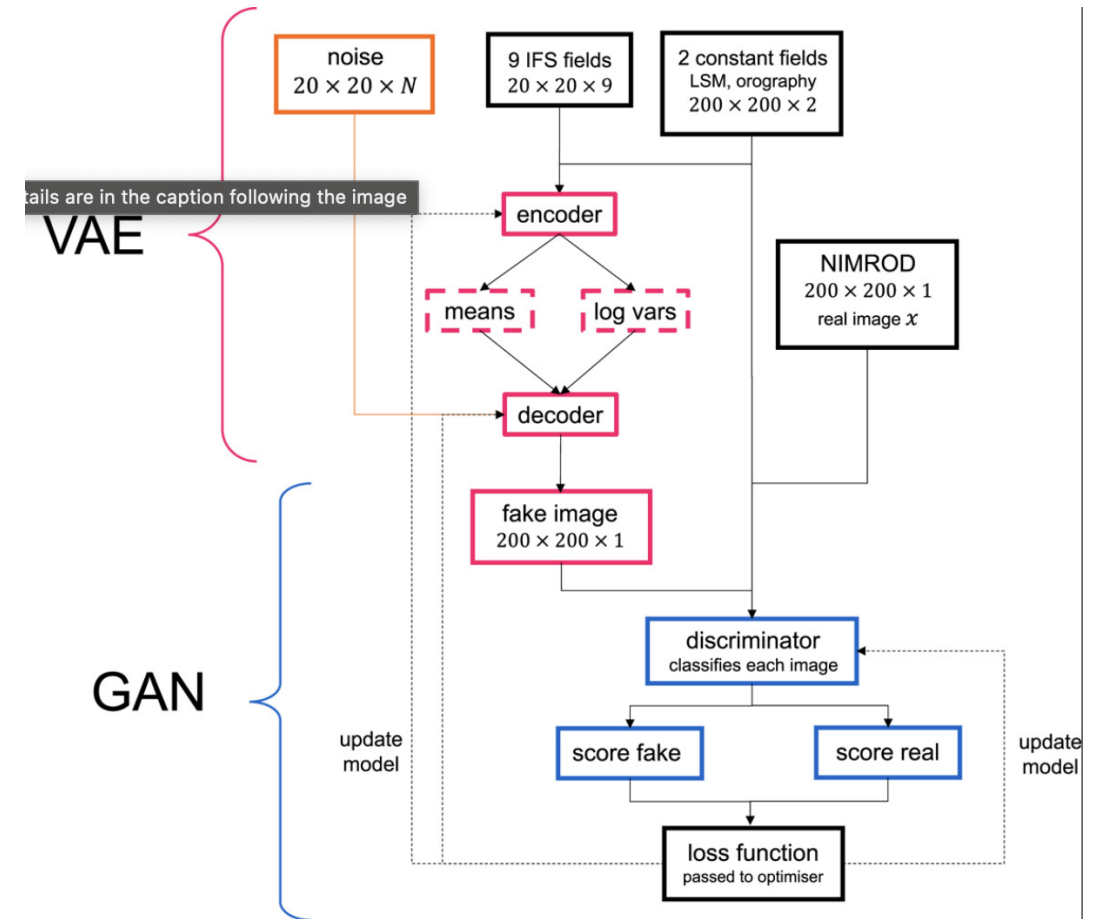 noise
20 × 20 × N
9 IFS fields
20 × 20 × 9
2 constant fields
LSM, orography
200 × 200 × 2
tails are in the caption following the image
VAE
encoder
means
log vars
NIMROD
200 × 200 × 1
real image x
decoder
fake image
200 × 200 × 1
GAN
discriminator
classifies each image
update
model
score fake
score real
update
model
loss function
passed to optimiser